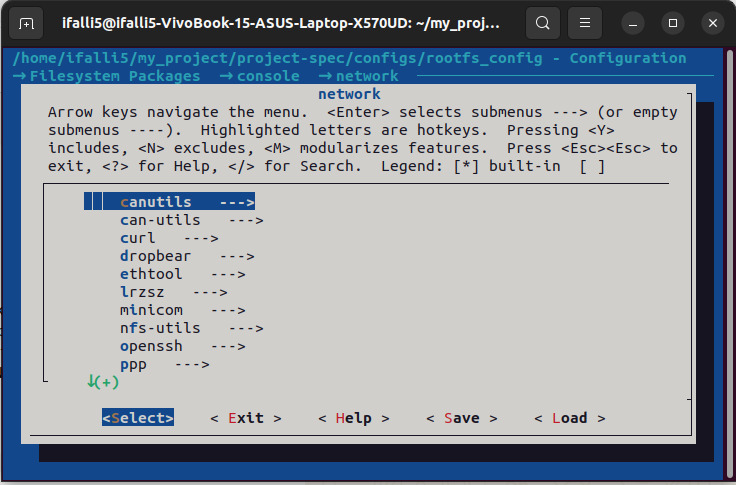 ifalli5@ifalli5-VivoBook-15-ASUS-Laptop-X570UD: ~/my_proj...
/home/ifalli5/my_project/project-spec/configs/rootfs_config - Configuration
→ Filesystem Packages → console → network
network
Arrow keys navigate the menu. <Enter> selects submenus ---> (or empty
submenus ----). Highlighted letters are hotkeys. Pressing <Y>
includes, <N> excludes, <M> modularizes features. Press <Esc><Esc> to
exit, <?> for Help, </> for Search. Legend: [*] built-in [ ]
canutils --->
can-utils --->
curl --->
dropbear --->
ethtool --->
lrzsz --->
minicom --->
nfs-utils --->
openssh --->
ppp --->
↓(+)
<Select> < Exit > < Help > < Save > < Load >